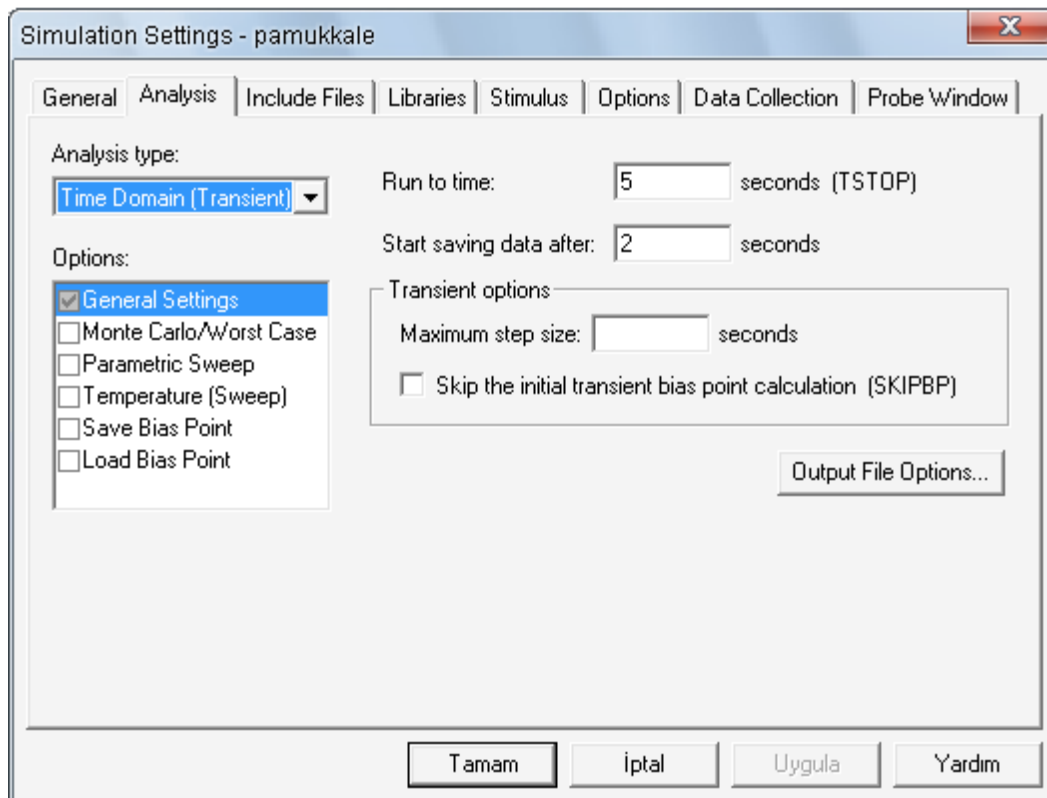 Simulation Settings - pamukkale
General Analysis Include Files Libraries Stimulus Options Data Collection Probe Window
Analysis type:
Time Domain (Transient)
Run to time: 5 seconds (TSTOP)
Start saving data after: 2 seconds
Options:
General Settings
Monte Carlo/Worst Case
Parametric Sweep
Temperature (Sweep)
Save Bias Point
Load Bias Point
Transient options
Maximum step size: seconds
Skip the initial transient bias point calculation (SKIPBP)
Output File Options...
Tamam İptal Uygula Yardım